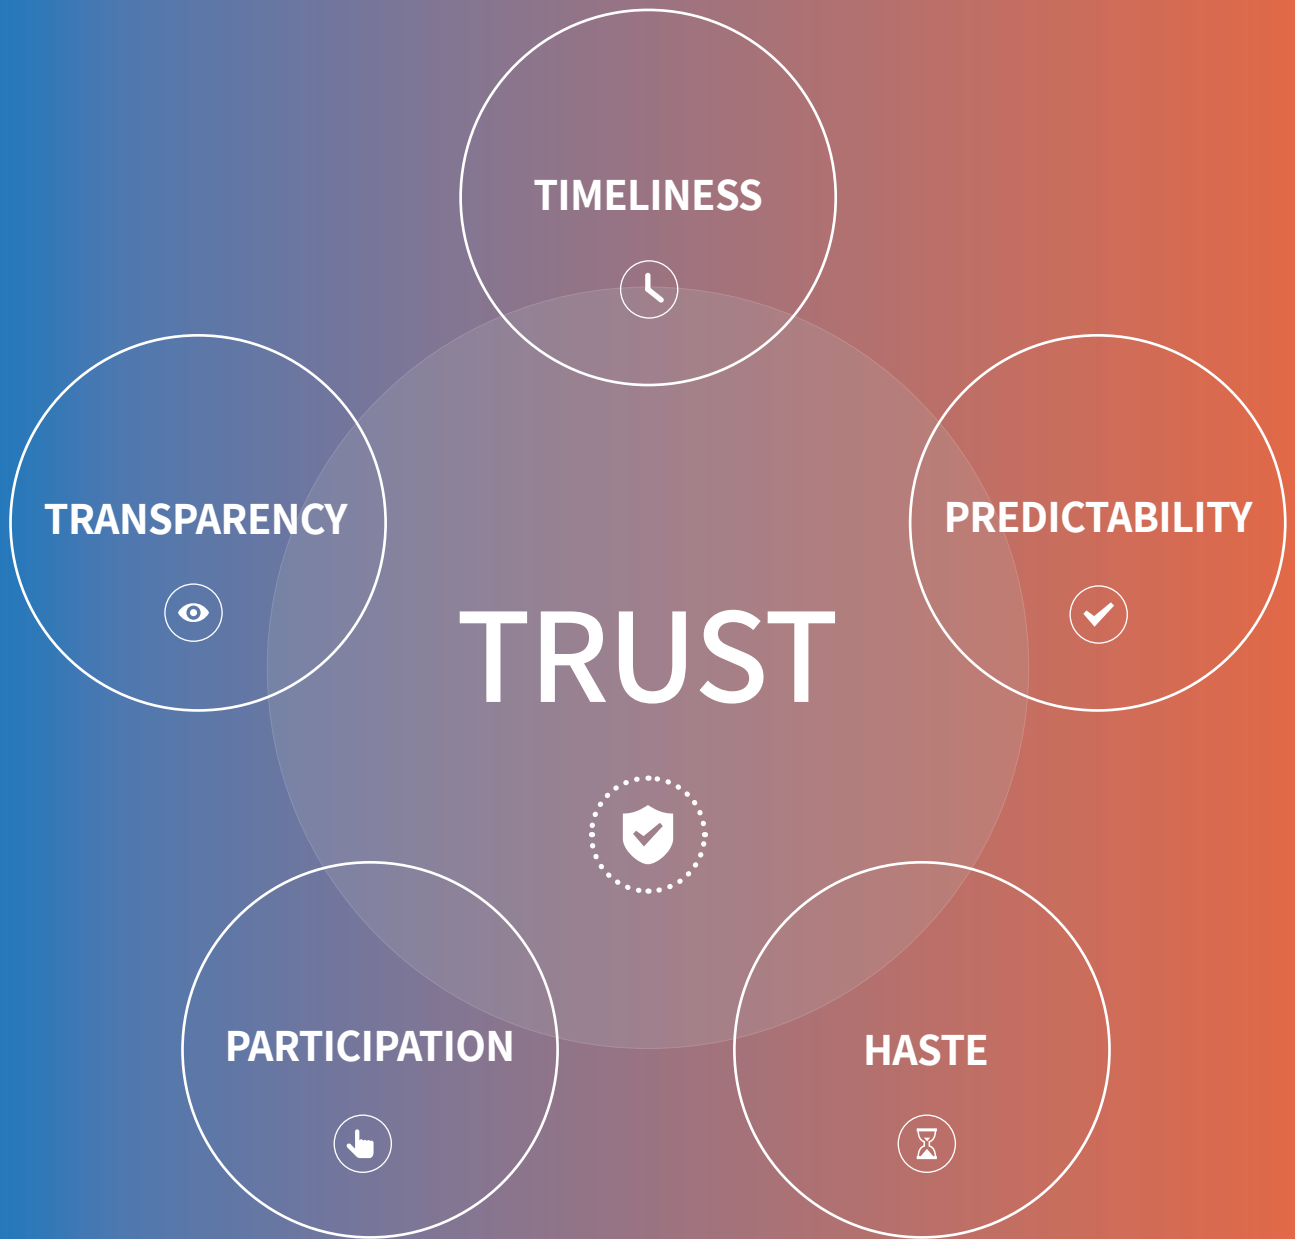 TIMELINESS
TRANSPARENCY
PREDICTABILITY
TRUST
PARTICIPATION
HASTE